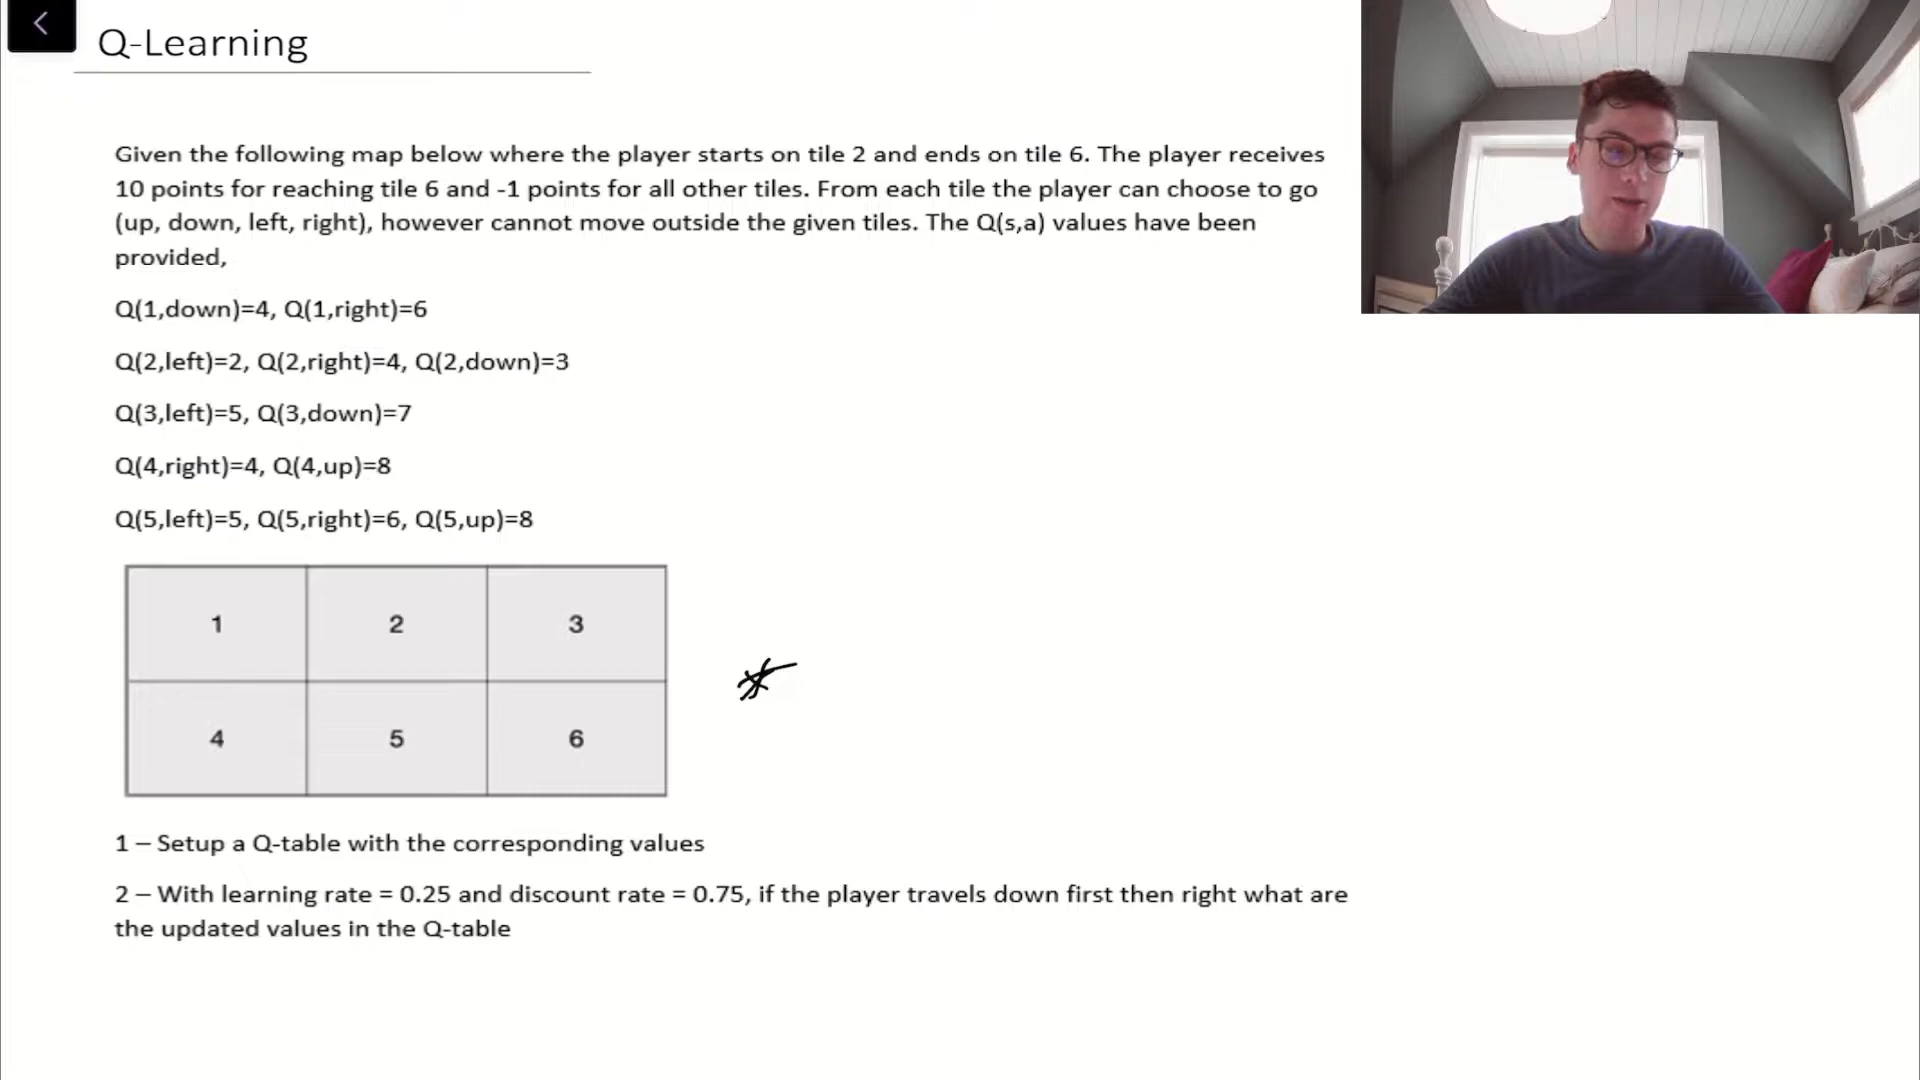 Q-Learning
Given the following map below where the player starts on tile 2 and ends on tile 6. The player receives
10 points for reaching tile 6 and -1 points for all other tiles. From each tile the player can choose to go
(up, down, left, right), however cannot move outside the given tiles. The Q(s,a) values have been
provided,
Q(1,down)=4, Q(1,right)=6
Q(2,left)=2, Q(2,right)=4, Q(2,down)=3
Q(3,left)=5, Q(3,down)=7
Q(4,right)=4, Q(4,up)=8
Q(5,left)=5, Q(5,right)=6, Q(5,up)=8
1 2 3
4 5 6
1 – Setup a Q-table with the corresponding values
2 – With learning rate = 0.25 and discount rate = 0.75, if the player travels down first then right what are
the updated values in the Q-table